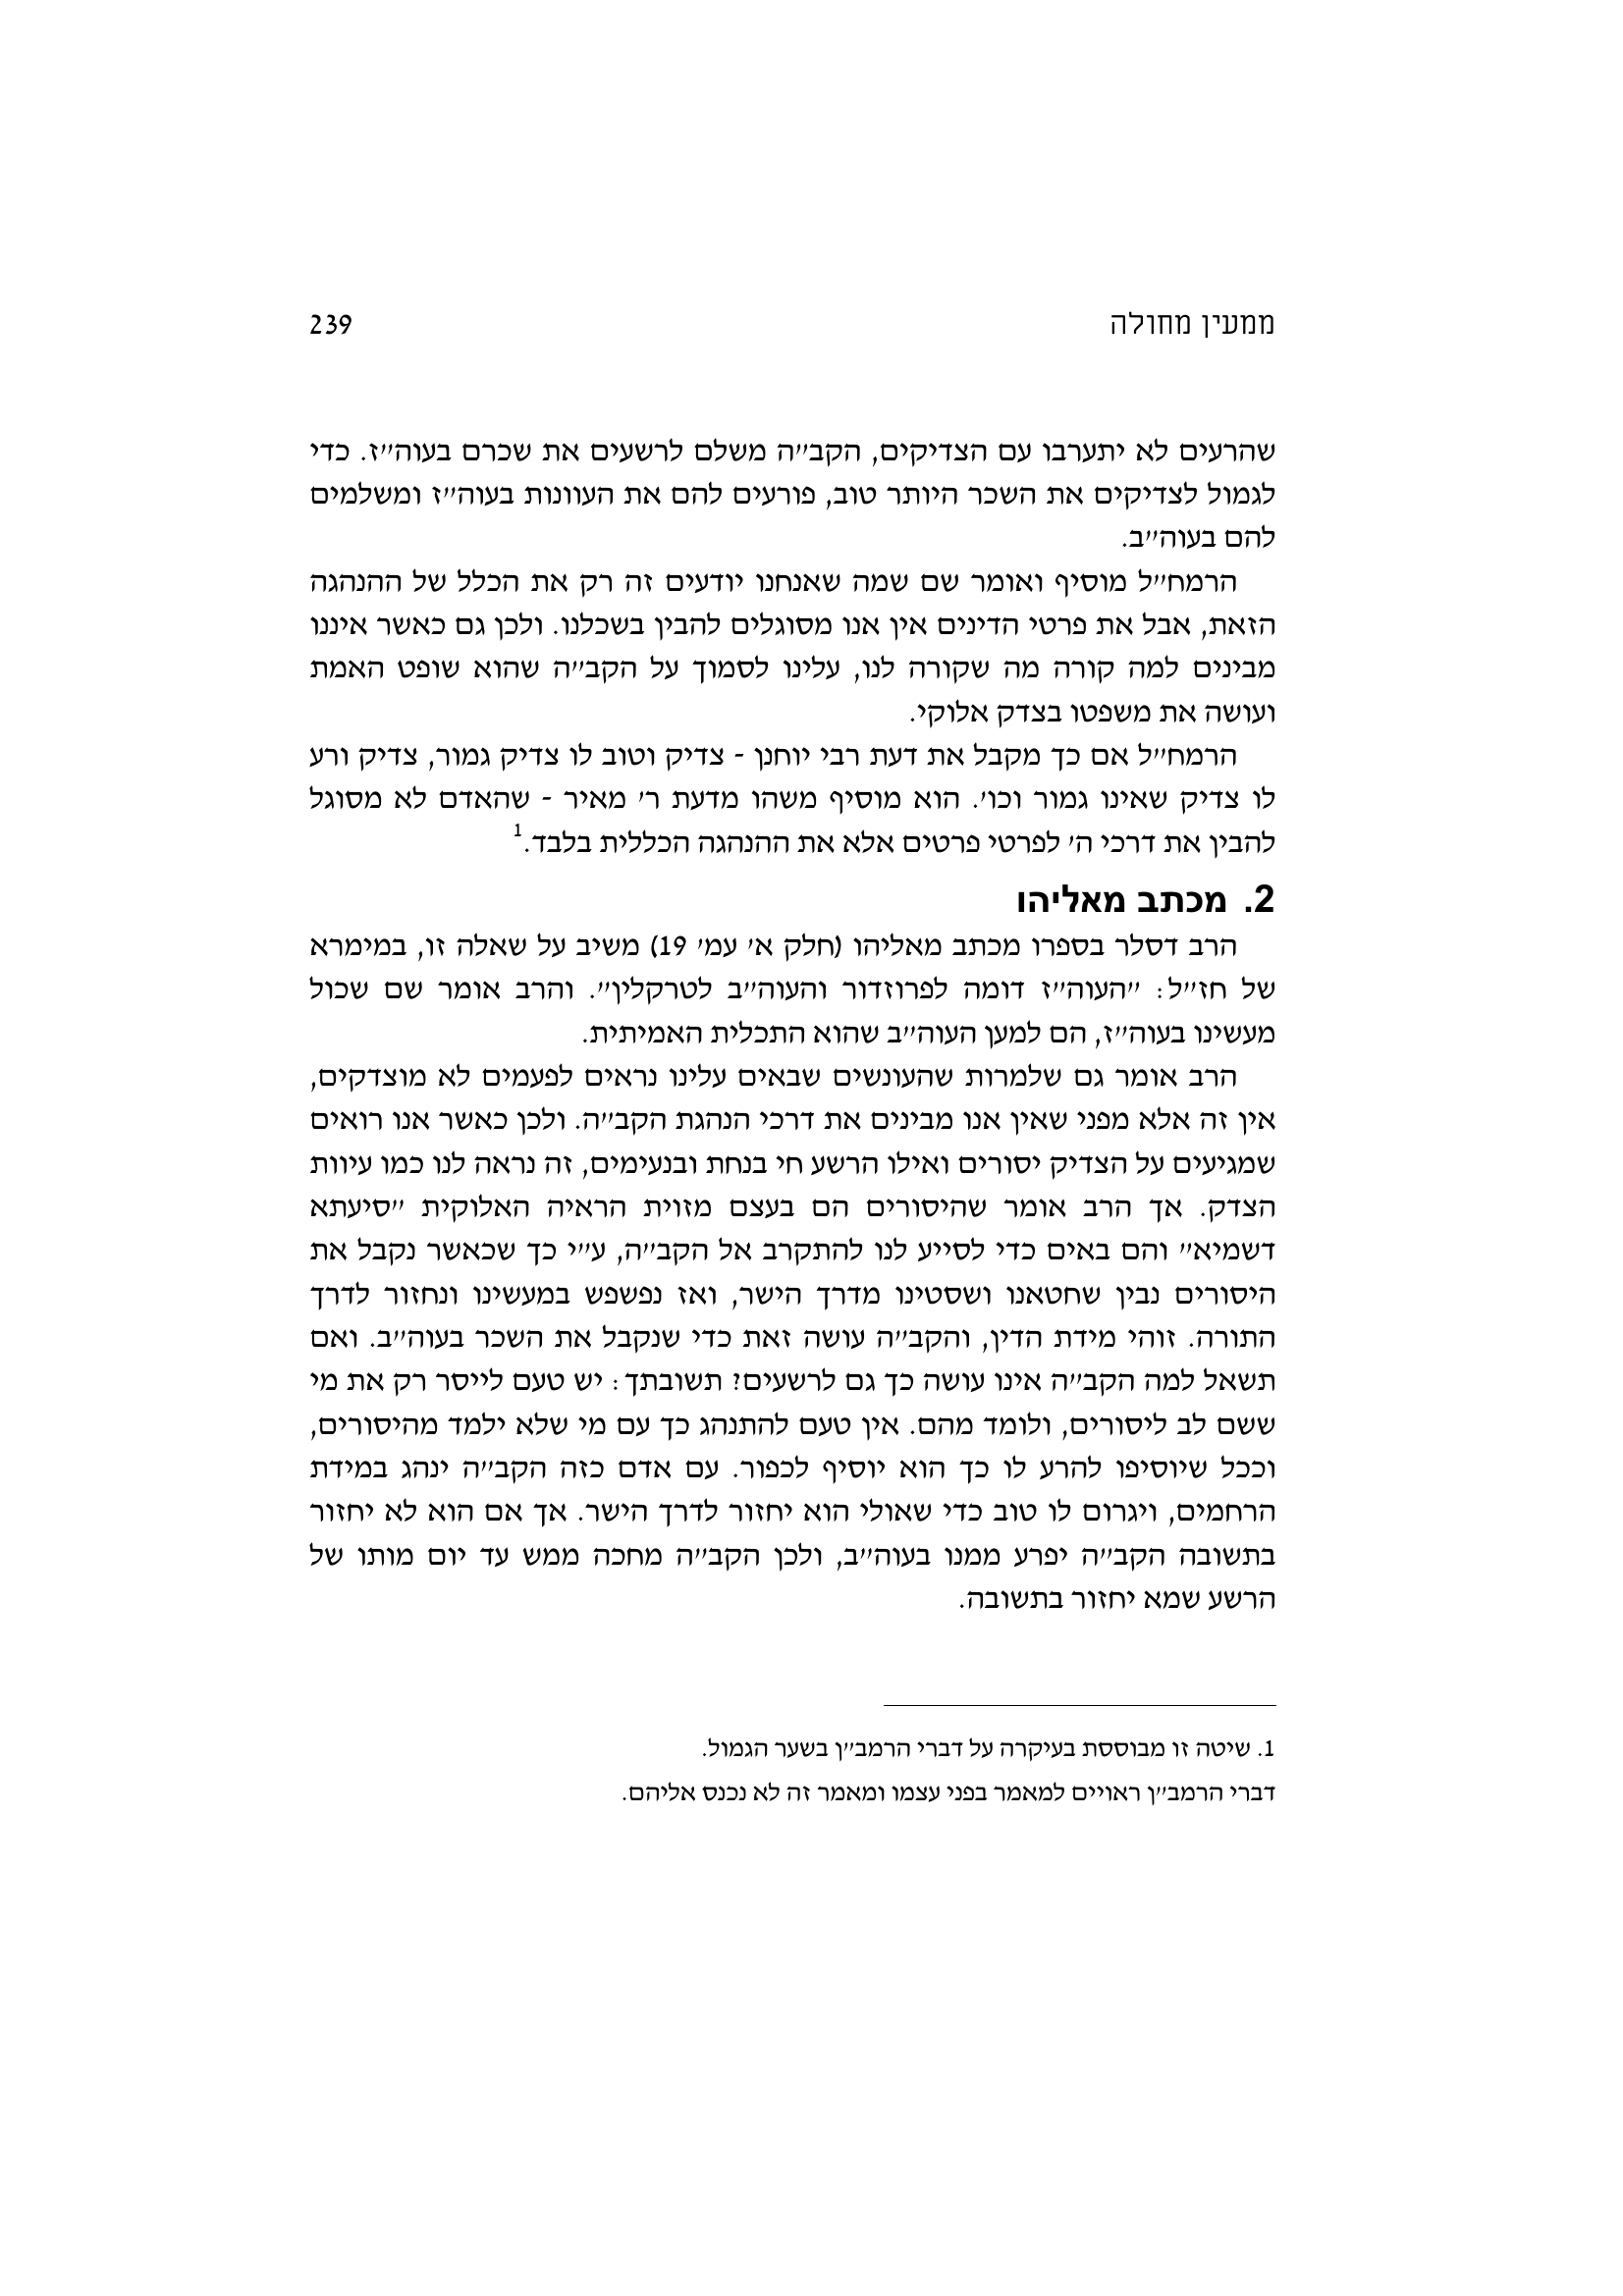 ממעין מחולה 239
שהרעים לא יתערבו עם הצדיקים, הקב״ה משלם לרשעים את שכרם בעוה״ז. כדי
לגמול לצדיקים את השכר היותר טוב, פורעים להם את העוונות בעוה״ז ומשלמים
להם בעוה״ב.
הרמח״ל מוסיף ואומר שם שמה שאנחנו יודעים זה רק את הכלל של ההנהגה
הזאת, אבל את פרטי הדינים אין אנו מסוגלים להבין בשכלנו. ולכן גם כאשר איננו
מבינים למה קורה מה שקורה לנו, עלינו לסמוך על הקב״ה שהוא שופט האמת
ועושה את משפטו בצדק אלוקי.
הרמח״ל אם כך מקבל את דעת רבי יוחנן - צדיק וטוב לו צדיק גמור, צדיק ורע
לו צדיק שאינו גמור וכו׳. הוא מוסיף משהו מדעת ר׳ מאיר - שהאדם לא מסוגל
להבין את דרכי ה׳ לפרטי פרטים אלא את ההנהגה הכללית בלבד.1
2. מכתב מאליהו
הרב דסלר בספרו מכתב מאליהו (חלק א׳ עמ׳ 19) משיב על שאלה זו, במימרא
של חז״ל: ״העוה״ז דומה לפרוזדור והעוה״ב לטרקלין״. והרב אומר שם שכול
מעשינו בעוה״ז, הם למען העוה״ב שהוא התכלית האמיתית.
הרב אומר גם שלמרות שהעונשים שבאים עלינו נראים לפעמים לא מוצדקים,
אין זה אלא מפני שאין אנו מבינים את דרכי הנהגת הקב״ה. ולכן כאשר אנו רואים
שמגיעים על הצדיק יסורים ואילו הרשע חי בנחת ובנעימים, זה נראה לנו כמו עיוות
הצדק. אך הרב אומר שהיסורים הם בעצם מזוית הראיה האלוקית ״סיעתא
דשמיא״ והם באים כדי לסייע לנו להתקרב אל הקב״ה, ע״י כך שכאשר נקבל את
היסורים נבין שחטאנו ושסטינו מדרך הישר, ואז נפשפש במעשינו ונחזור לדרך
התורה. זוהי מידת הדין, והקב״ה עושה זאת כדי שנקבל את השכר בעוה״ב. ואם
תשאל למה הקב״ה אינו עושה כך גם לרשעים? תשובתך: יש טעם לייסר רק את מי
ששם לב ליסורים, ולומד מהם. אין טעם להתנהג כך עם מי שלא ילמד מהיסורים,
וככל שיוסיפו להרע לו כך הוא יוסיף לכפור. עם אדם כזה הקב״ה ינהג במידת
הרחמים, ויגרום לו טוב כדי שאולי הוא יחזור לדרך הישר. אך אם הוא לא יחזור
בתשובה הקב״ה יפרע ממנו בעוה״ב, ולכן הקב״ה מחכה ממש עד יום מותו של
הרשע שמא יחזור בתשובה.
1. שיטה זו מבוססת בעיקרה על דברי הרמב״ן בשער הגמול.
דברי הרמב״ן ראויים למאמר בפני עצמו ומאמר זה לא נכנס אליהם.